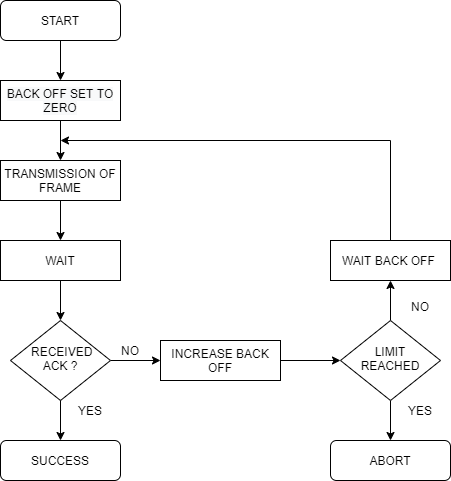 START
BACK OFF SET TO
ZERO
TRANSMISSION OF
FRAME
WAIT
WAIT BACK OFF
NO
RECEIVED
ACK ?
NO
INCREASE BACK
OFF
LIMIT
REACHED
YES
YES
SUCCESS
ABORT